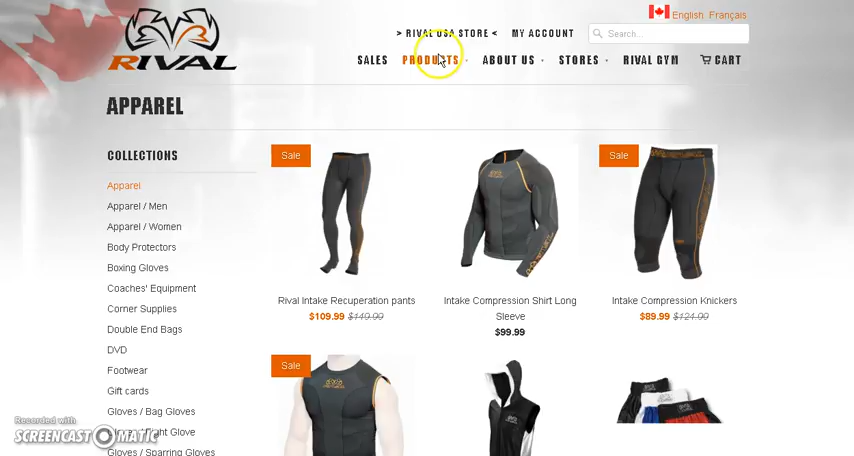 English Français
> RIVAL USA STORE < MY ACCOUNT
Search...
RIVAL
SALES PRODUCTS ABOUT US STORES RIVAL GYM CART
APPAREL
COLLECTIONS
Apparel
Apparel / Men
Apparel / Women
Body Protectors
Boxing Gloves
Coaches' Equipment
Corner Supplies
Double End Bags
DVD
Footwear
Gift cards
Gloves / Bag Gloves
Glove
Gloves / Sparring Gloves
Sale
Sale
Rival Intake Recuperation pants
$109.99 $149.99
Intake Compression Shirt Long
Sleeve
$99.99
Intake Compression Knickers
$89.99 $124.99
Sale
Recorded with
SCREENCAST-O-MATIC